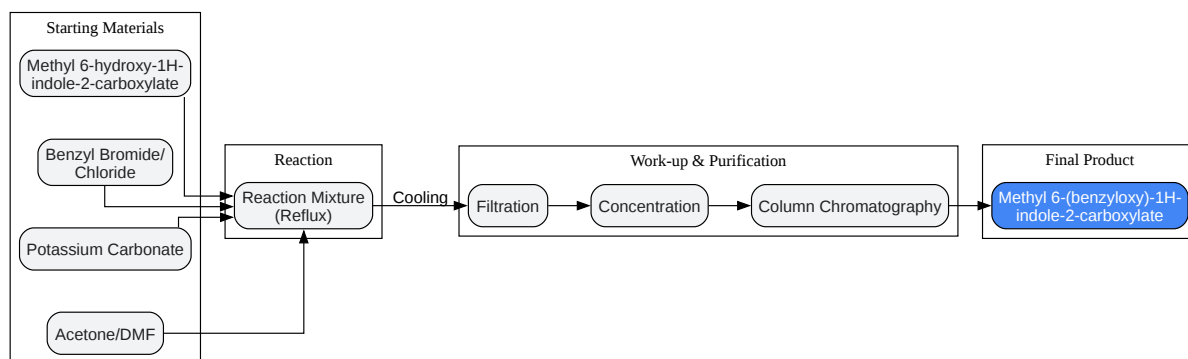 Starting Materials
Methyl 6-hydroxy-1H-
indole-2-carboxylate
Benzyl Bromide/
Chloride
Potassium Carbonate
Acetone/DMF
Reaction
Reaction Mixture
(Reflux)
Cooling
Work-up & Purification
Filtration
Concentration
Column Chromatography
Final Product
Methyl 6-(benzyloxy)-1H-
indole-2-carboxylate